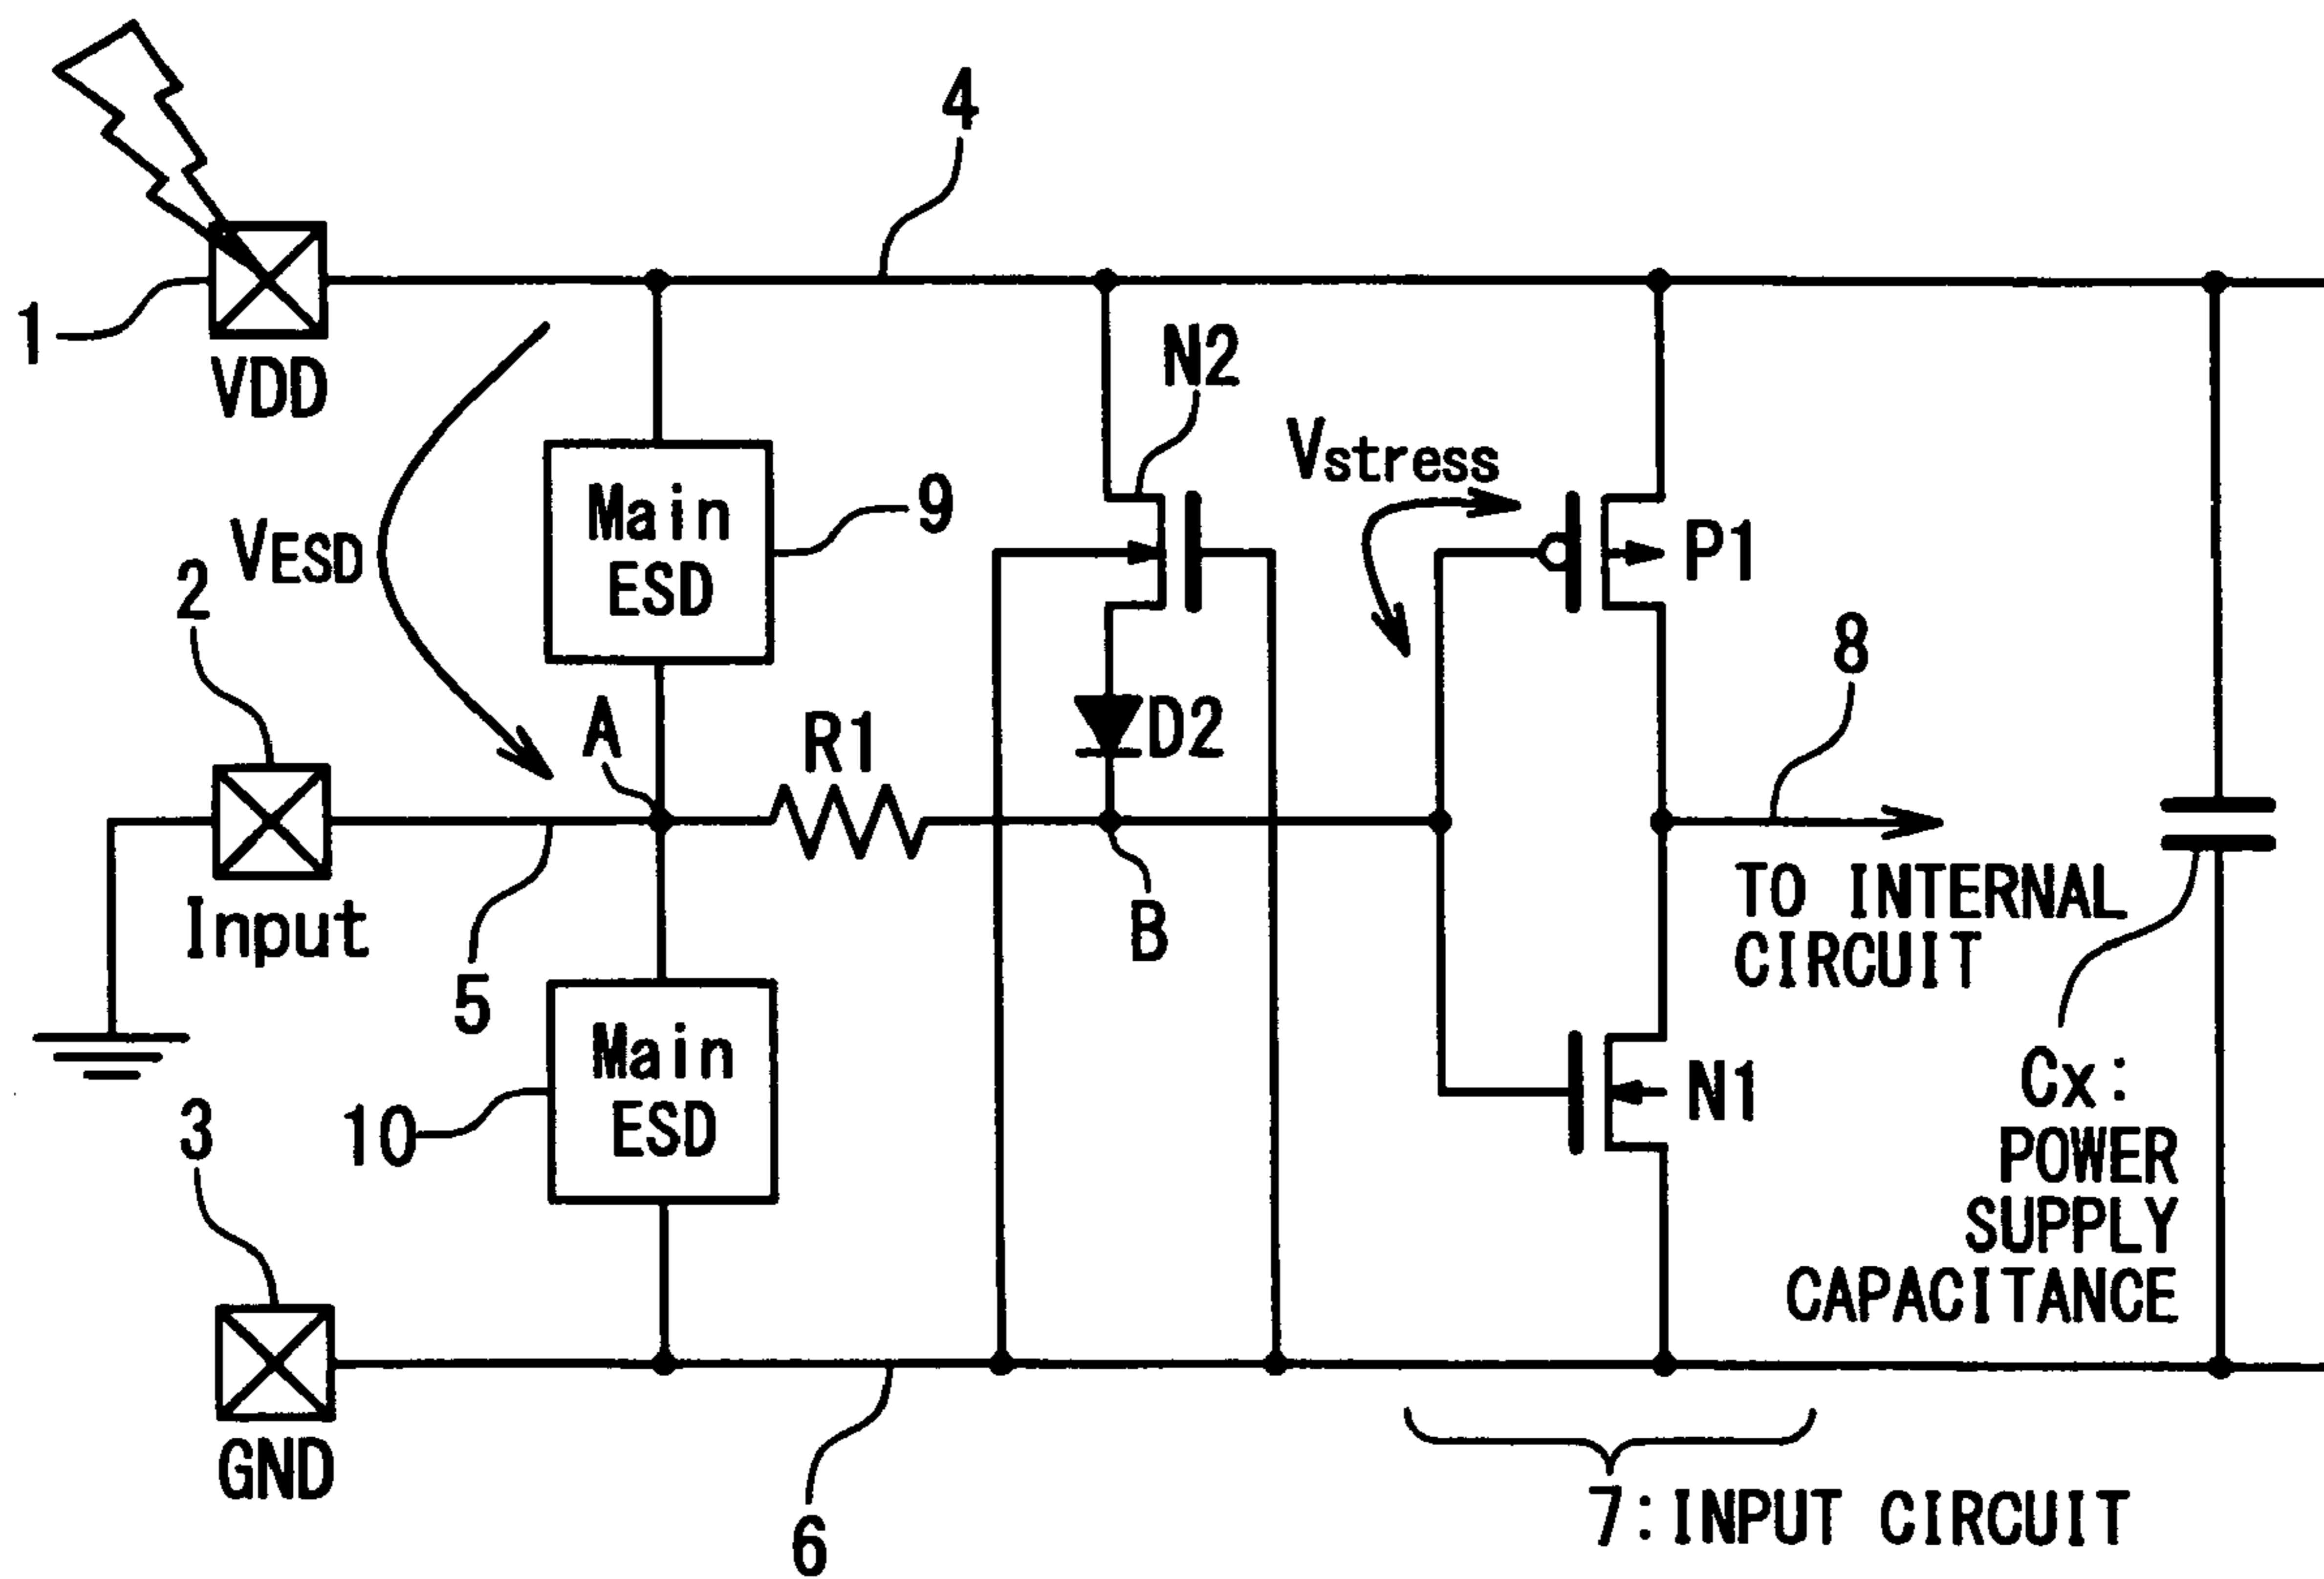 4
1
VDD
N2
Vstress
Main
ESD
9
P1
VESD
2
8
A
R1
D2
Input
5
B
TO INTERNAL
CIRCUIT
Main
ESD
10
N1
Cx:
POWER
SUPPLY
CAPACITANCE
3
GND
6
7:INPUT CIRCUIT